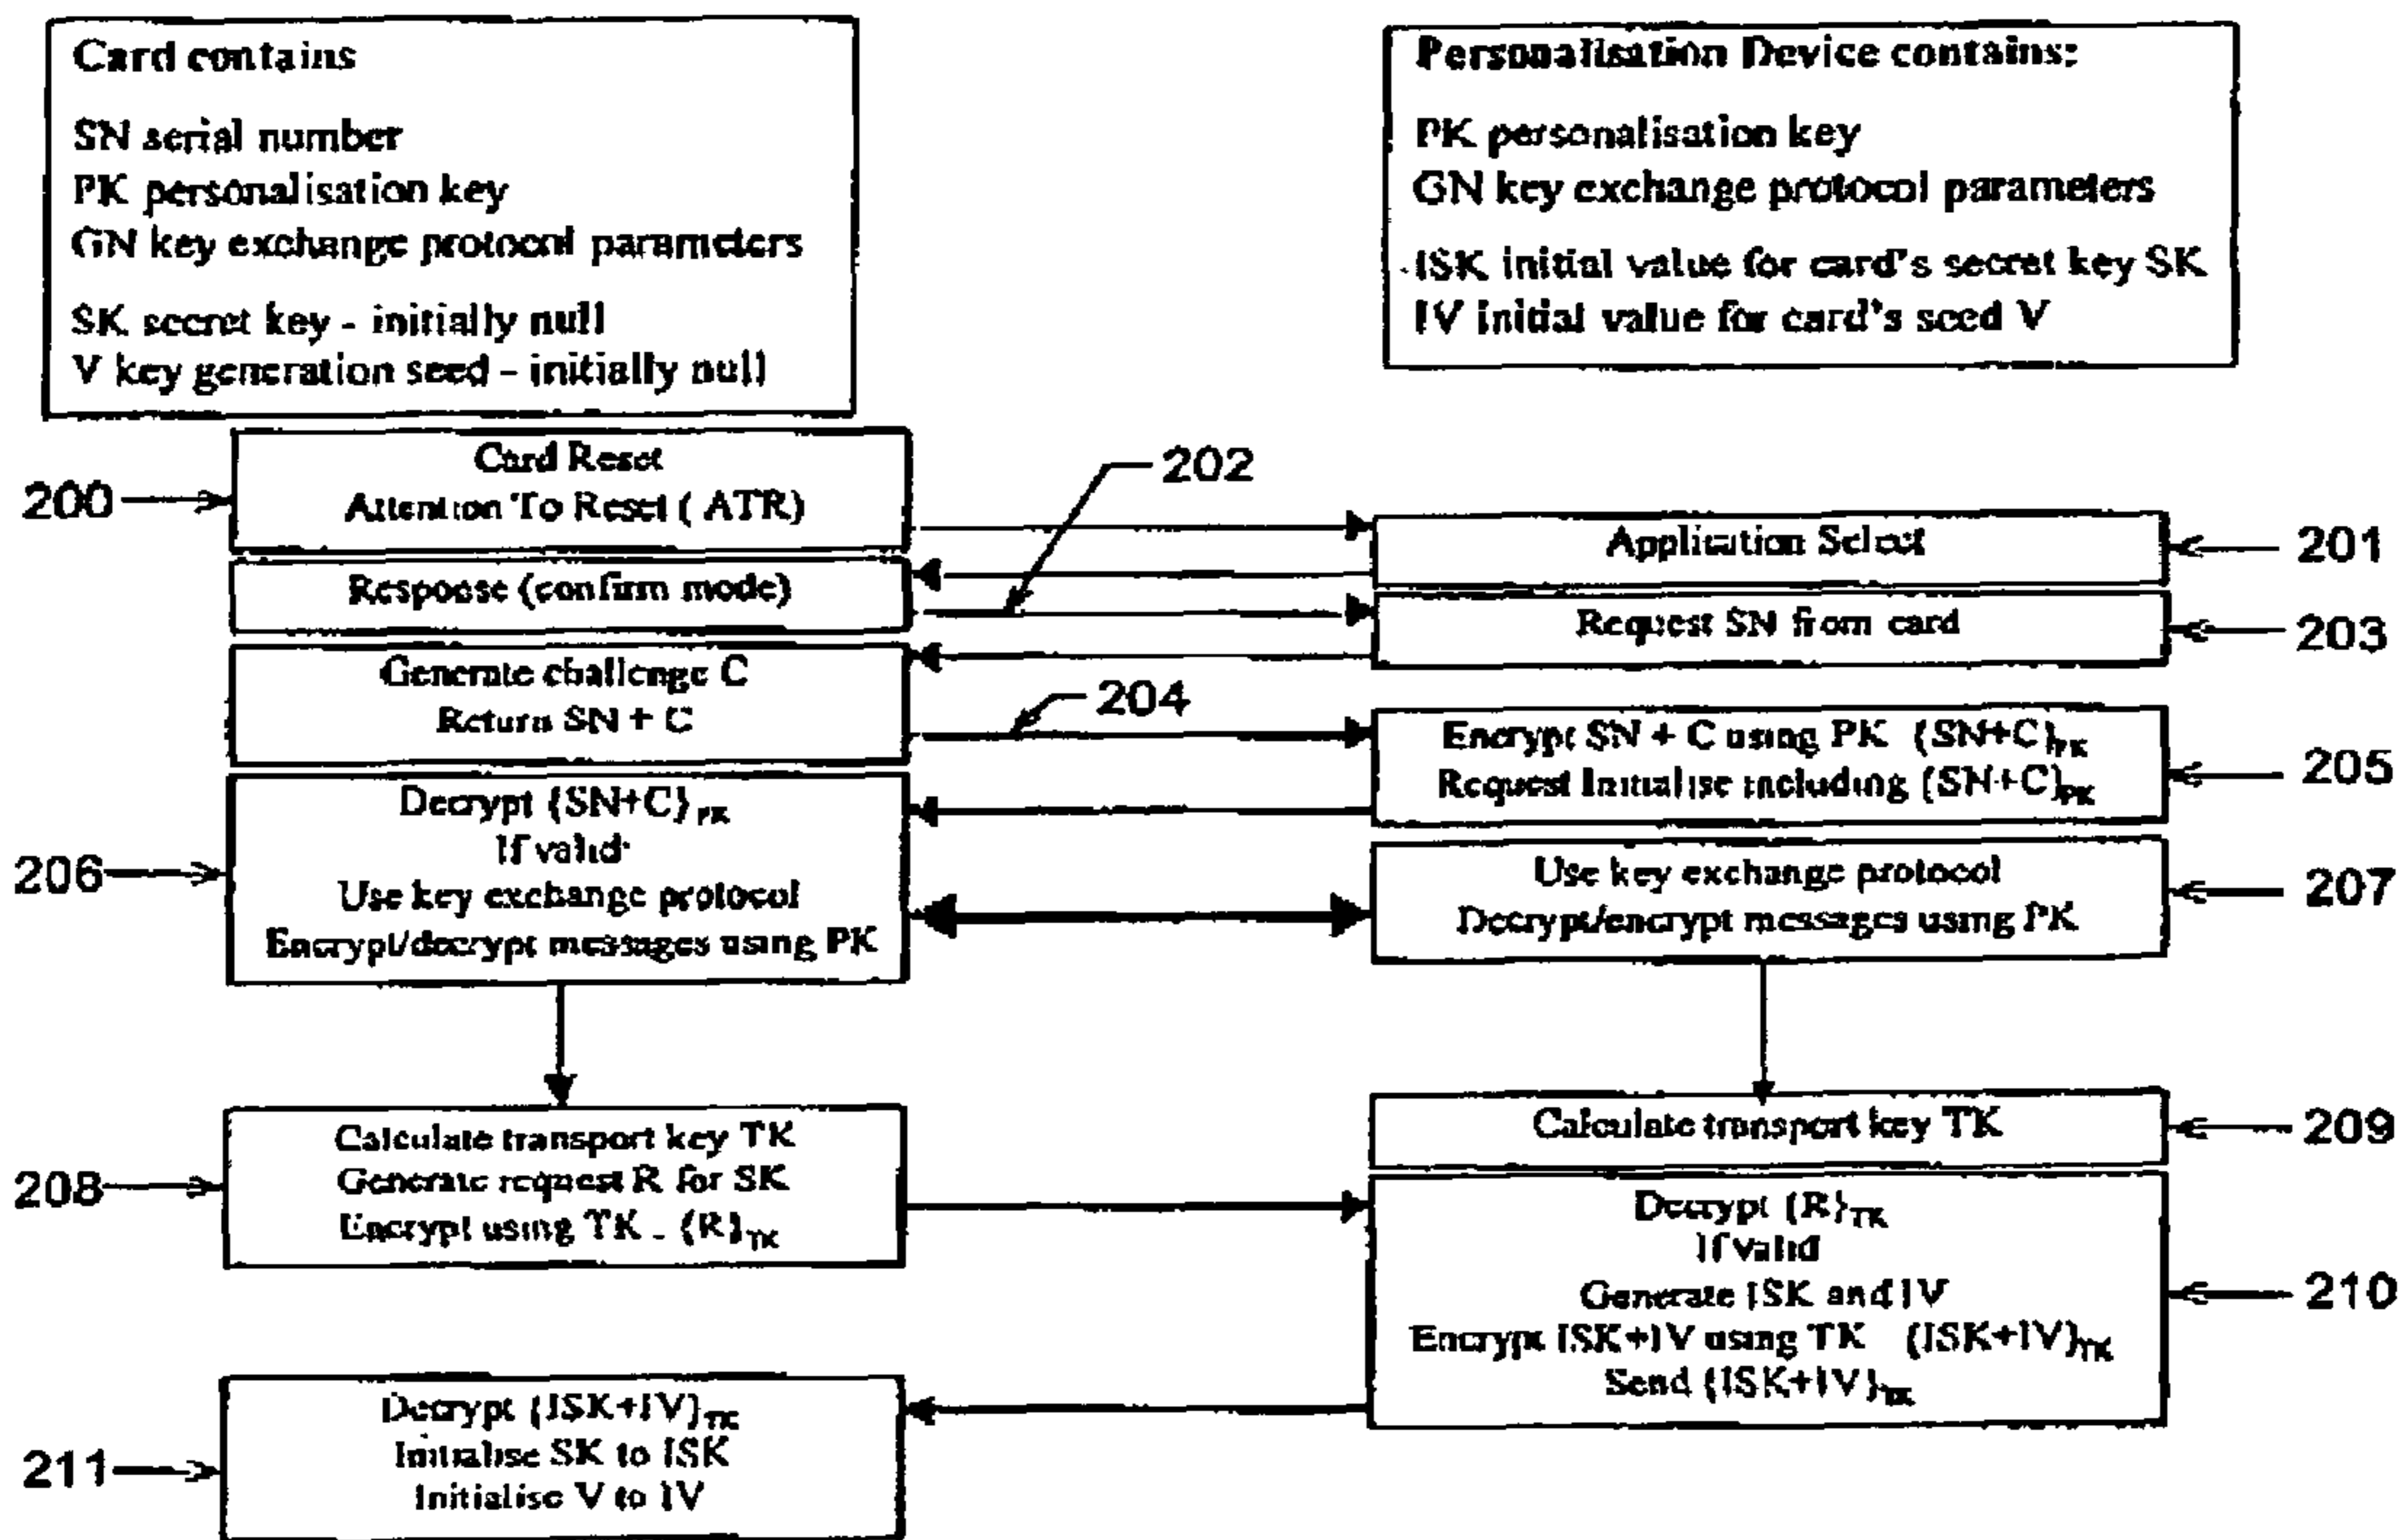 Card contains
SN serial number
PK personalisation key
GN key exchange protocol parameters
SK secret key - initially null
V key generation seed - initially null
Personalisation Device contains:
PK personalisation key
GN key exchange protocol parameters
ISK initial value for card's secret key SK
IV initial value for card's seed V
200
Card Reset
Attention To Reset ( ATR)
202
Application Select
201
Response (confirm mode)
Request SN from card
203
Generate challenge C
Return SN + C
204
Encrypt SN + C using PK {SN+C}PK
Request Initialise including {SN+C}PK
205
206
Decrypt {SN+C}PK
If valid:
Use key exchange protocol
Encrypt/decrypt messages using PK
Use key exchange protocol
Decrypt/encrypt messages using PK
207
208
Calculate transport key TK
Generate request R for SK
Encrypt using TK - {R}TK
Calculate transport key TK
209
Decrypt {R}TK
If valid
Generate ISK and IV
Encrypt ISK+IV using TK {ISK+IV}TK
Send {ISK+IV}TK
210
211
Decrypt {ISK+IV}TK
Initialise SK to ISK
Initialise V to IV